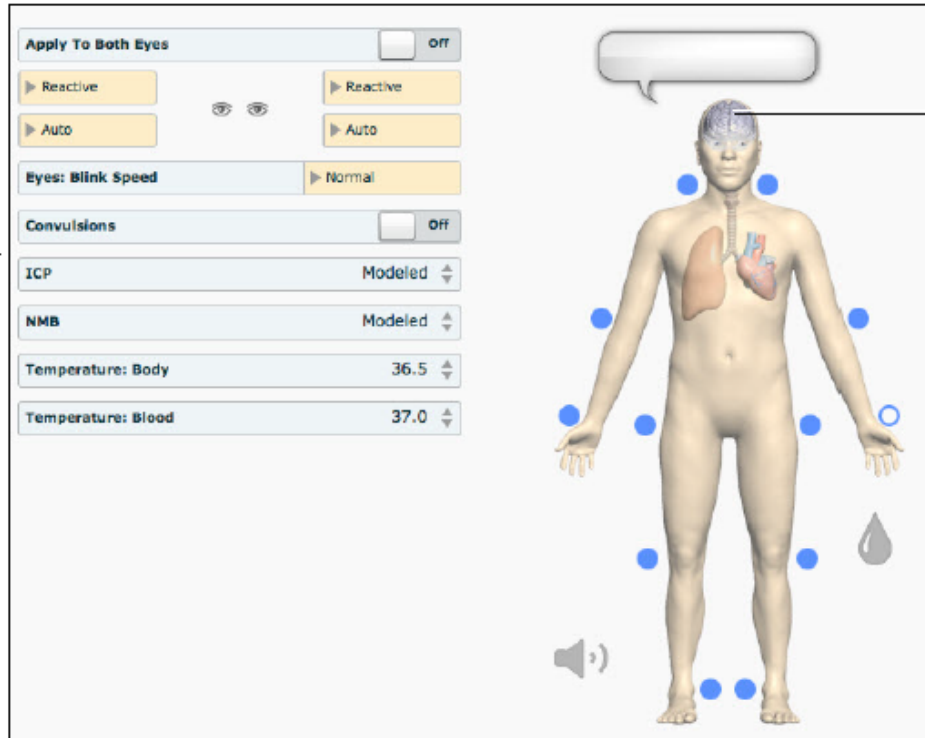 Apply To Both Eyes Off
Reactive Reactive
Auto Auto
Eyes: Blink Speed Normal
Convulsions Off
ICP Modeled
NMB Modeled
Temperature: Body 36.5
Temperature: Blood 37.0